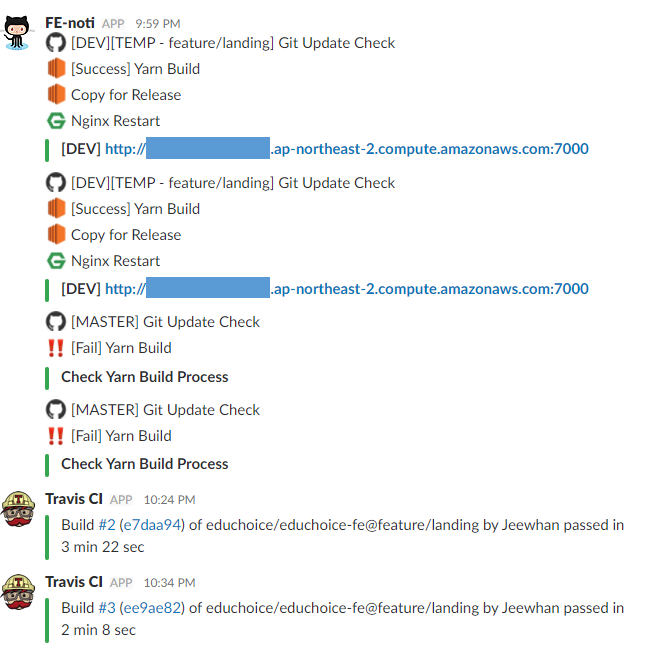 FE-noti APP 9:59 PM
[DEV][TEMP - feature/landing] Git Update Check
[Success] Yarn Build
Copy for Release
Nginx Restart
[DEV] http:// .ap-northeast-2.compute.amazonaws.com:7000
[DEV][TEMP - feature/landing] Git Update Check
[Success] Yarn Build
Copy for Release
Nginx Restart
[DEV] http:// .ap-northeast-2.compute.amazonaws.com:7000
[MASTER] Git Update Check
‼ [Fail] Yarn Build
Check Yarn Build Process
[MASTER] Git Update Check
‼ [Fail] Yarn Build
Check Yarn Build Process
Travis CI APP 10:24 PM
Build #2 (e7daa94) of educhoice/educhoice-fe@feature/landing by Jeewhan passed in
3 min 22 sec
Travis CI APP 10:34 PM
Build #3 (ee9ae82) of educhoice/educhoice-fe@feature/landing by Jeewhan passed in
2 min 8 sec